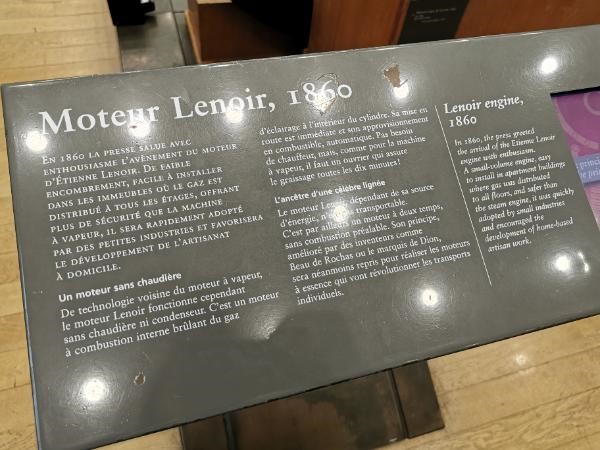 Moteur Lenoir, 1860
EN 1860 LA PRESSE SALUE AVEC
ENTHOUSIASME L'AVÈNEMENT DU MOTEUR
D'ÉTIENNE LENOIR. DE FAIBLE
ENCOMBREMENT, FACILE À INSTALLER
DANS LES IMMEUBLES OÙ LE GAZ EST
DISTRIBUÉ À TOUS LES ÉTAGES, OFFRANT
PLUS DE SÉCURITÉ QUE LA MACHINE
À VAPEUR, IL SERA RAPIDEMENT ADOPTÉ
PAR DES PETITES INDUSTRIES ET FAVORISERA
LE DÉVELOPPEMENT DE L'ARTISANAT
À DOMICILE.
Un moteur sans chaudière
De technologie voisine du moteur à vapeur,
le moteur Lenoir fonctionne cependant
sans chaudière ni condenseur. C'est un moteur
à combustion interne brûlant du gaz
d'éclairage à l'intérieur du cylindre. Sa mise en
route est immédiate et son approvisionnement
en combustible, automatique. Pas besoin
de chauffeur, mais, comme pour la machine
à vapeur, il faut un ouvrier qui assure
le graissage toutes les dix minutes!
L'ancêtre d'une célèbre lignée
Le moteur Lenoir, dépendant de sa source
d'énergie, n'est pas transportable.
C'est par ailleurs un moteur à deux temps,
sans combustion préalable. Son principe,
amélioré par des inventeurs comme
Beau de Rochas ou le marquis de Dion,
sera néanmoins repris pour réaliser les moteurs
à essence qui vont révolutionner les transports
individuels.
Lenoir engine,
1860
In 1860, the press greeted
the arrival of the Etienne Lenoir
engine with enthusiasm.
A small-volume engine, easy
to install in apartment buildings
where gas was distributed
to all floors, and safer than
the steam engine, it was quickly
adopted by small industries
and encouraged the
development of home-based
artisan work.